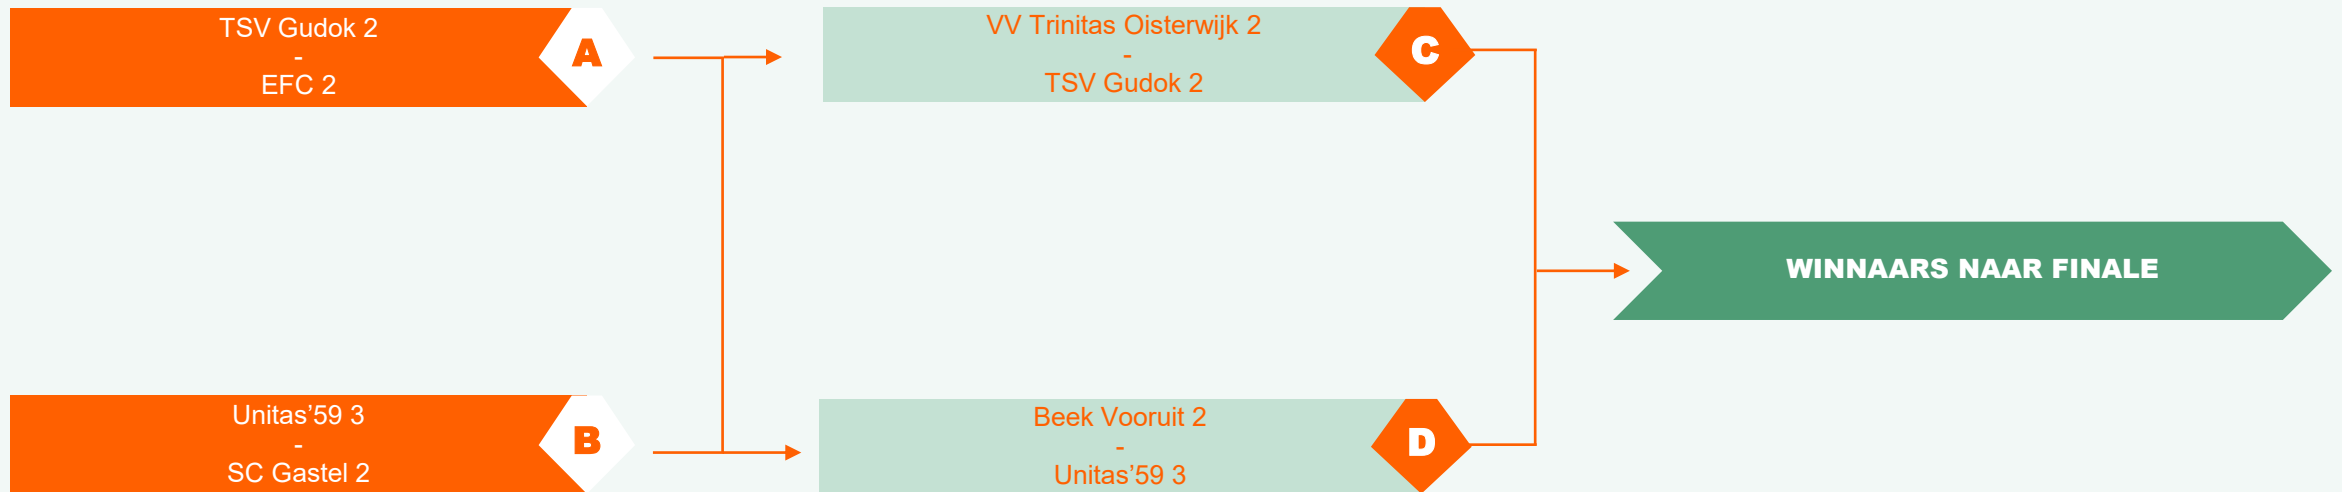 TSV Gudok 2
-
EFC 2
A
VV Trinitas Oisterwijk 2
-
TSV Gudok 2
C
WINNAARS NAAR FINALE
Unitas’59 3
-
SC Gastel 2
B
Beek Vooruit 2
-
Unitas’59 3
D